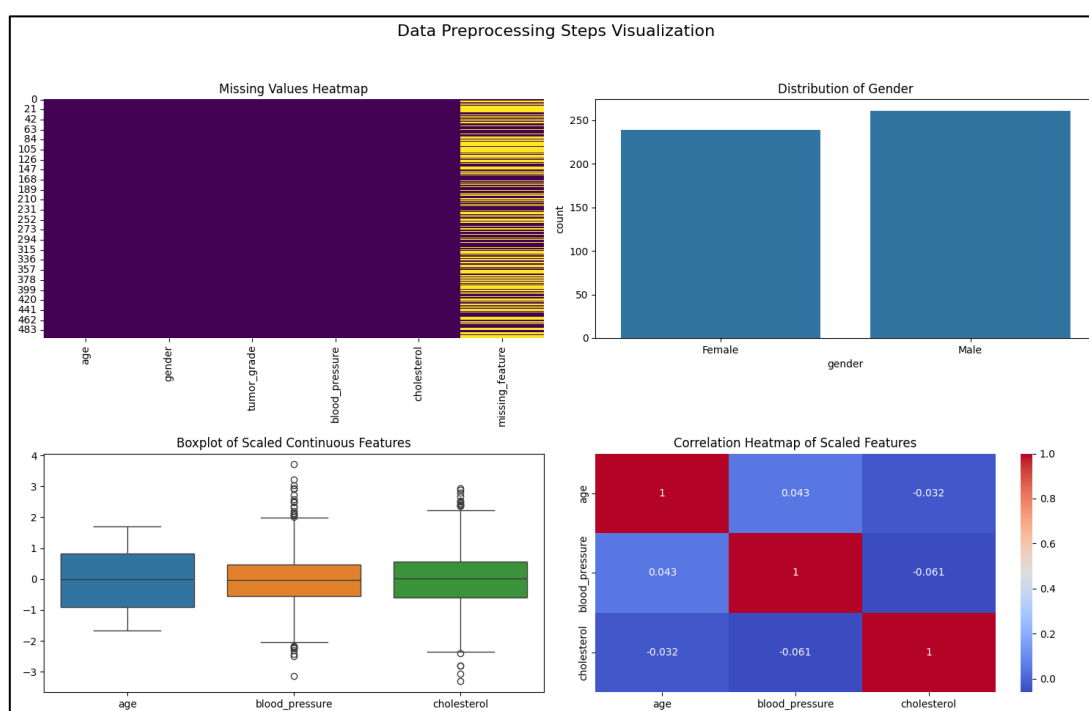 Data Preprocessing Steps Visualization
Missing Values Heatmap
0
21
42
63
84
105
126
147
168
189
210
231
252
273
294
315
336
357
378
399
420
441
462
483
age
gender
tumor_grade
blood_pressure
cholesterol
missing_feature
Distribution of Gender
count
250
200
150
100
50
0
Female
Male
gender
Boxplot of Scaled Continuous Features
4
3
2
1
0
−1
−2
−3
age
blood_pressure
cholesterol
Correlation Heatmap of Scaled Features
age
1
0.043
-0.032
blood_pressure
0.043
1
-0.061
cholesterol
-0.032
-0.061
1
age
blood_pressure
cholesterol
1.0
0.8
0.6
0.4
0.2
0.0